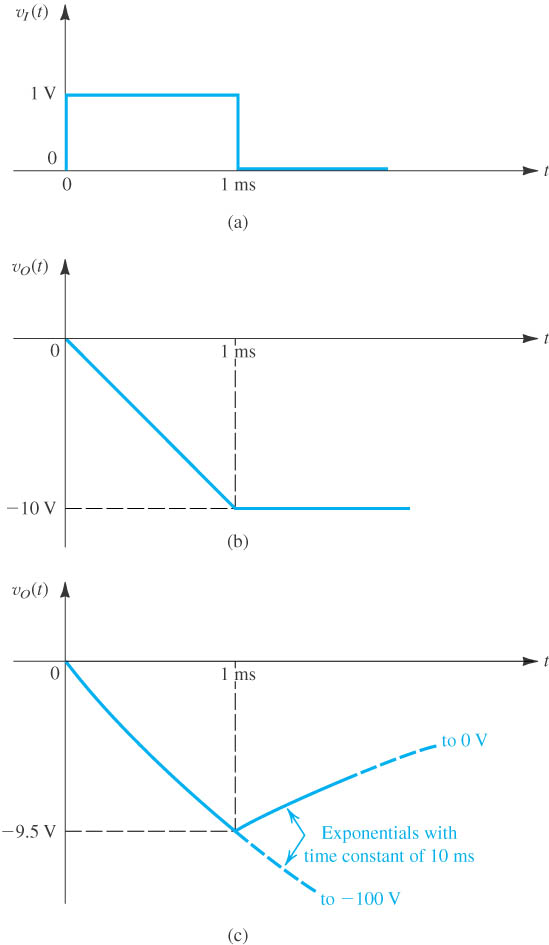 v_I(t)
1 V
0
0
1 ms
t
(a)
v_O(t)
0
1 ms
t
−10 V
(b)
v_O(t)
0
1 ms
t
to 0 V
−9.5 V
Exponentials with
time constant of 10 ms
to −100 V
(c)